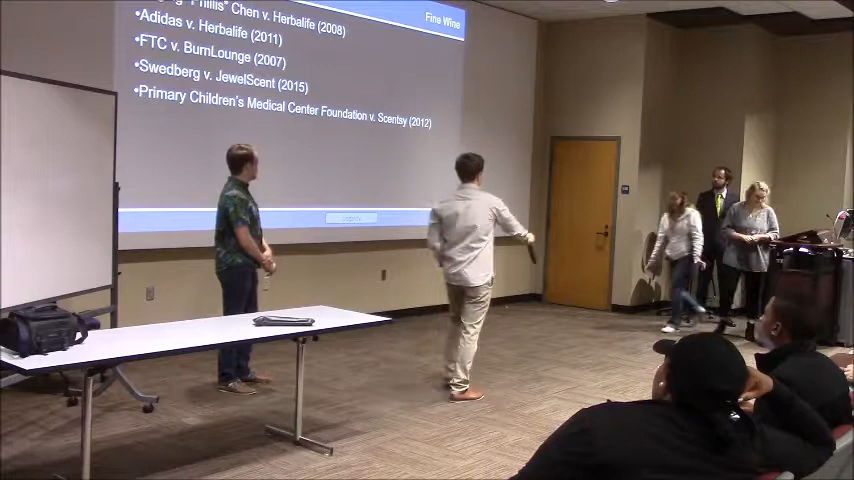 "Phillis" Chen v. Herbalife (2008)
Fine Wine
•Adidas v. Herbalife (2011)
•FTC v. BurnLounge (2007)
•Swedberg v. JewelScent (2015)
•Primary Children's Medical Center Foundation v. Scentsy (2012)